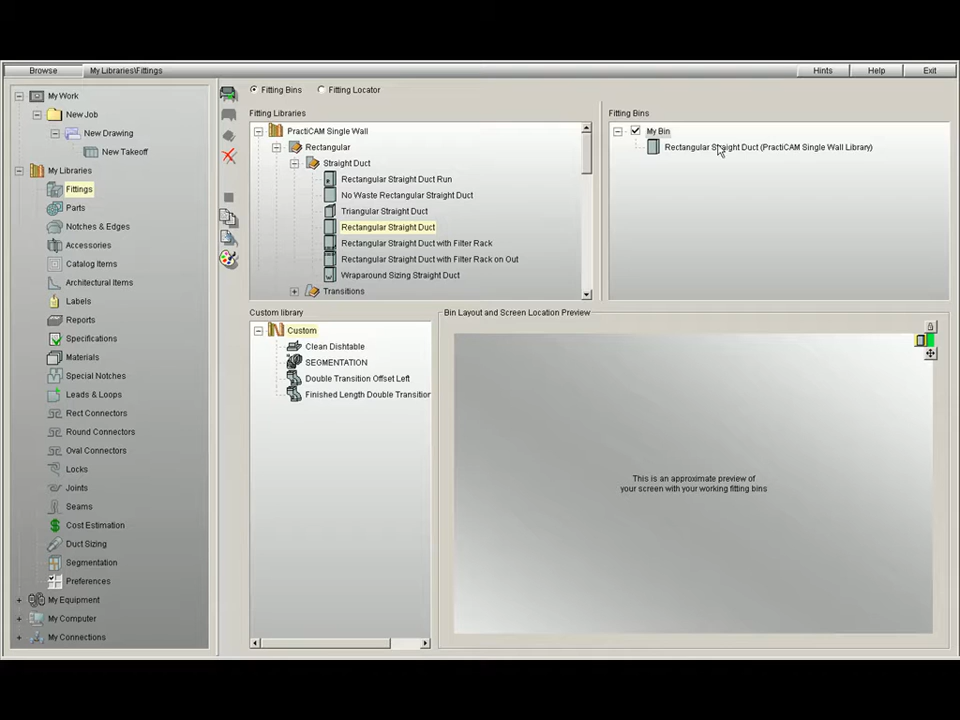 Browse
My Libraries\Fittings
Hints
Help
Exit
My Work
New Job
New Drawing
New Takeoff
My Libraries
Fittings
Parts
Notches & Edges
Accessories
Catalog Items
Architectural Items
Labels
Reports
Specifications
Materials
Special Notches
Leads & Loops
Rect Connectors
Round Connectors
Oval Connectors
Locks
Joints
Seams
Cost Estimation
Duct Sizing
Segmentation
Preferences
My Equipment
My Computer
My Connections
Fitting Bins
Fitting Locator
Fitting Libraries
PractiCAM Single Wall
Rectangular
Straight Duct
Rectangular Straight Duct Run
No Waste Rectangular Straight Duct
Triangular Straight Duct
Rectangular Straight Duct
Rectangular Straight Duct with Filter Rack
Rectangular Straight Duct with Filter Rack on Out
Wraparound Sizing Straight Duct
Transitions
Fitting Bins
My Bin
Rectangular Straight Duct (PractiCAM Single Wall Library)
Custom library
Custom
Clean Dishtable
SEGMENTATION
Double Transition Offset Left
Finished Length Double Transition
Bin Layout and Screen Location Preview
This is an approximate preview of
your screen with your working fitting bins